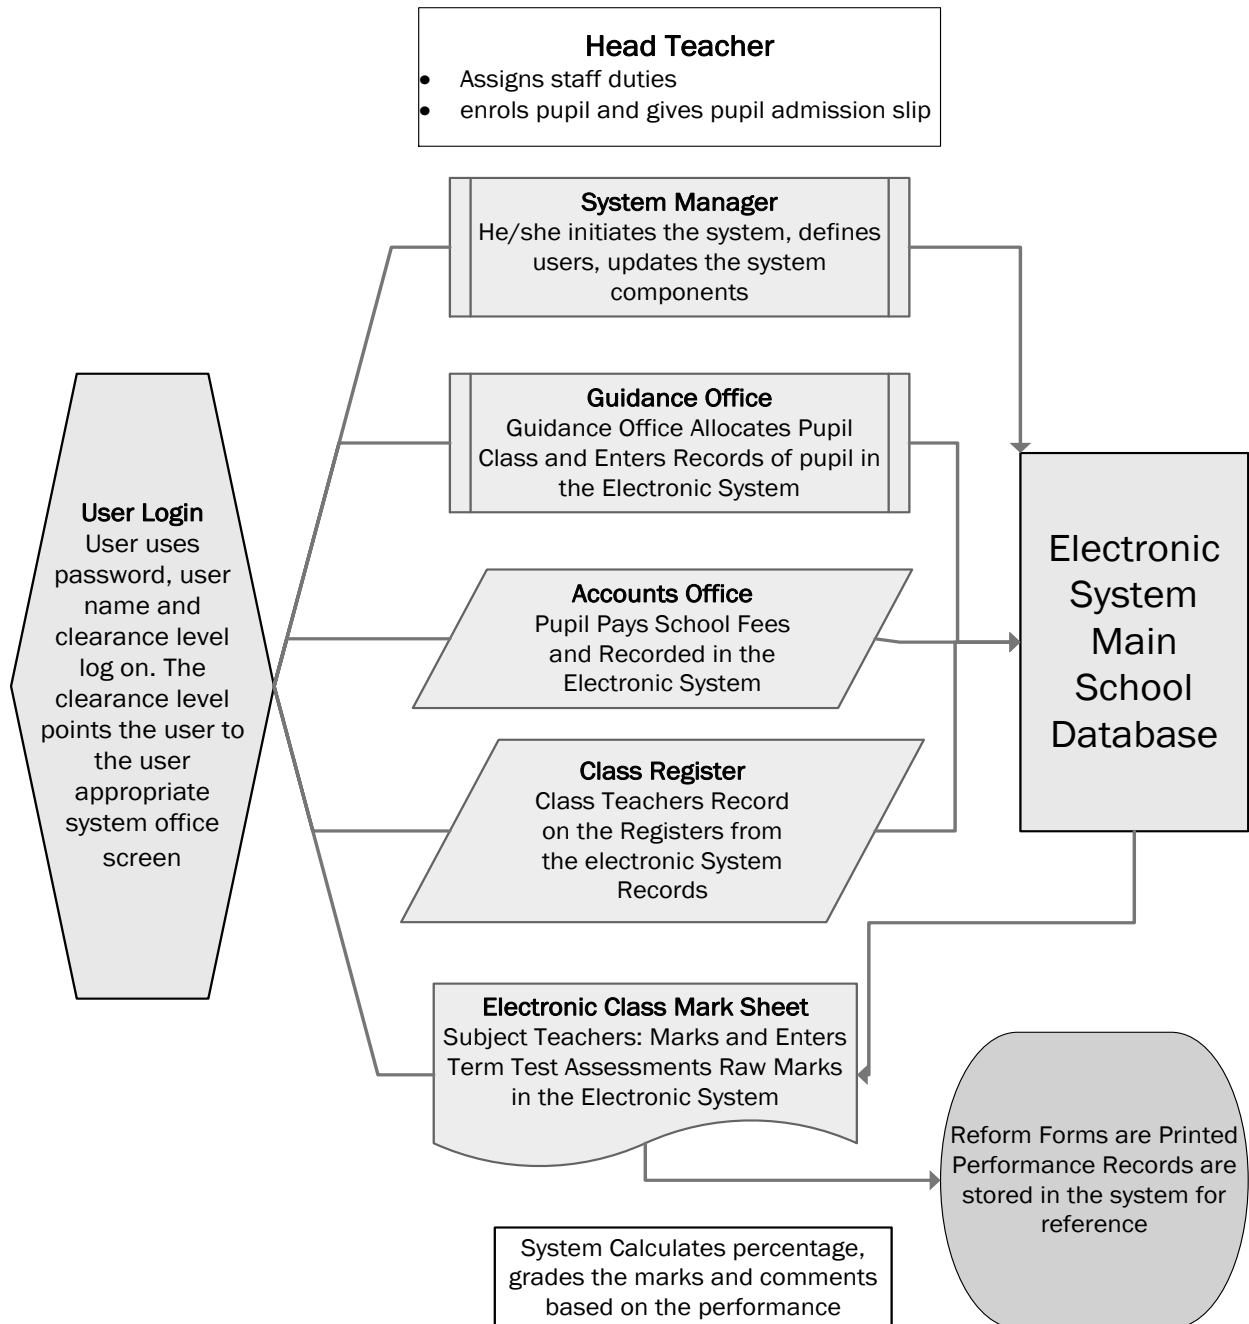 Head Teacher
• Assigns staff duties
• enrols pupil and gives pupil admission slip
System Manager
He/she initiates the system, defines
users, updates the system
components
Guidance Office
Guidance Office Allocates Pupil
Class and Enters Records of pupil in
the Electronic System
User Login
User uses
password, user
name and
clearance level
log on. The
clearance level
points the user to
the user
appropriate
system office
screen
Accounts Office
Pupil Pays School Fees
and Recorded in the
Electronic System
Class Register
Class Teachers Record
on the Registers from
the electronic System
Records
Electronic
System
Main
School
Database
Electronic Class Mark Sheet
Subject Teachers: Marks and Enters
Term Test Assessments Raw Marks
in the Electronic System
Reform Forms are Printed
Performance Records are
stored in the system for
reference
System Calculates percentage,
grades the marks and comments
based on the performance